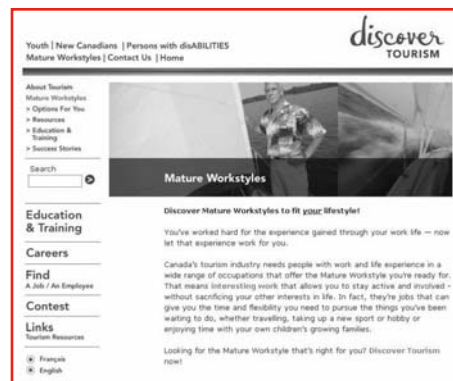 discover
TOURISM
Youth | New Canadians | Persons with disABILITIES
Mature Workstyles | Contact Us | Home
About Tourism
Mature Workstyles
> Options For You
> Resources
> Education &
Training
> Success Stories
Search
Education
& Training
Careers
Find
A Job / An Employee
Contest
Links
Tourism Resources
Français
English
Mature Workstyles
Discover Mature Workstyles to fit your lifestyle!
You've worked hard for the experience gained through your work life — now
let that experience work for you.
Canada's tourism industry needs people with work and life experience in a
wide range of occupations that offer the Mature Workstyle you're ready for.
That means interesting work that allows you to stay active and involved -
without sacrificing your other interests in life. In fact, they're jobs that can
give you the time and flexibility you need to pursue the things you've been
waiting to do, whether travelling, taking up a new sport or hobby or
enjoying time with your own children's growing families.
Looking for the Mature Workstyle that's right for you? Discover Tourism
now!